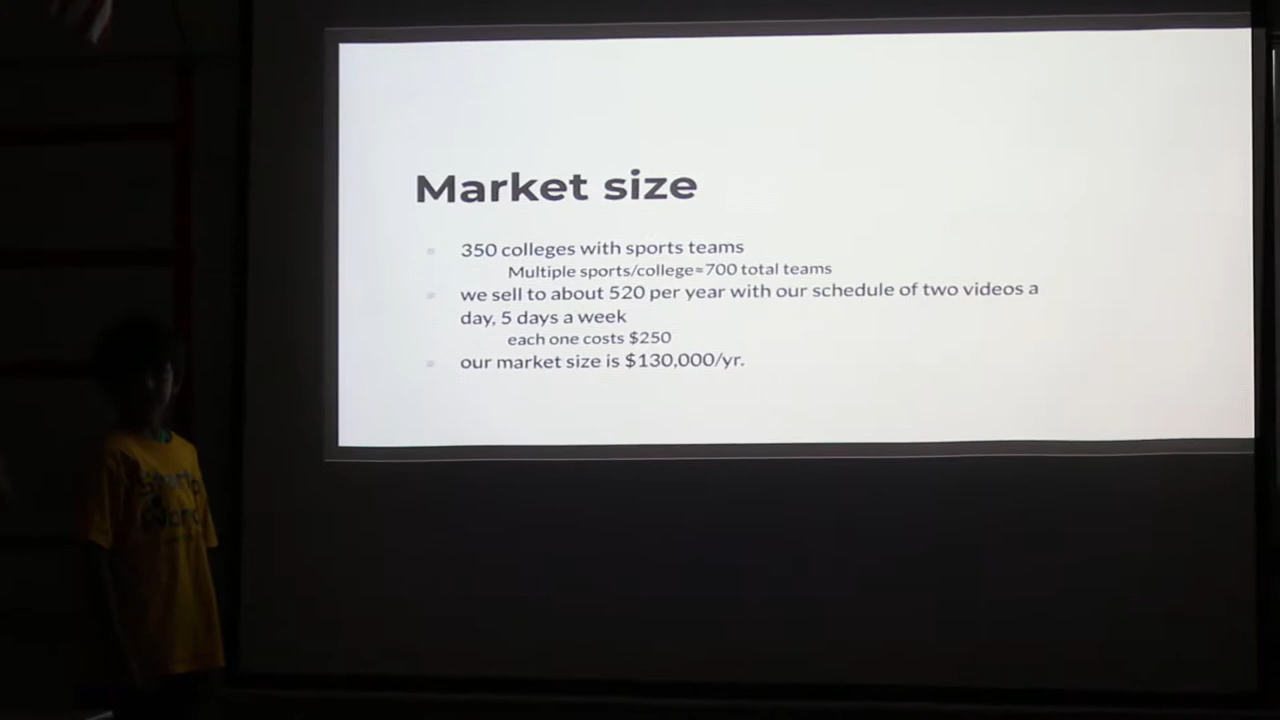 Market size
350 colleges with sports teams
Multiple sports/college=700 total teams
we sell to about 520 per year with our schedule of two videos a
day, 5 days a week
each one costs $250
our market size is $130,000/yr.